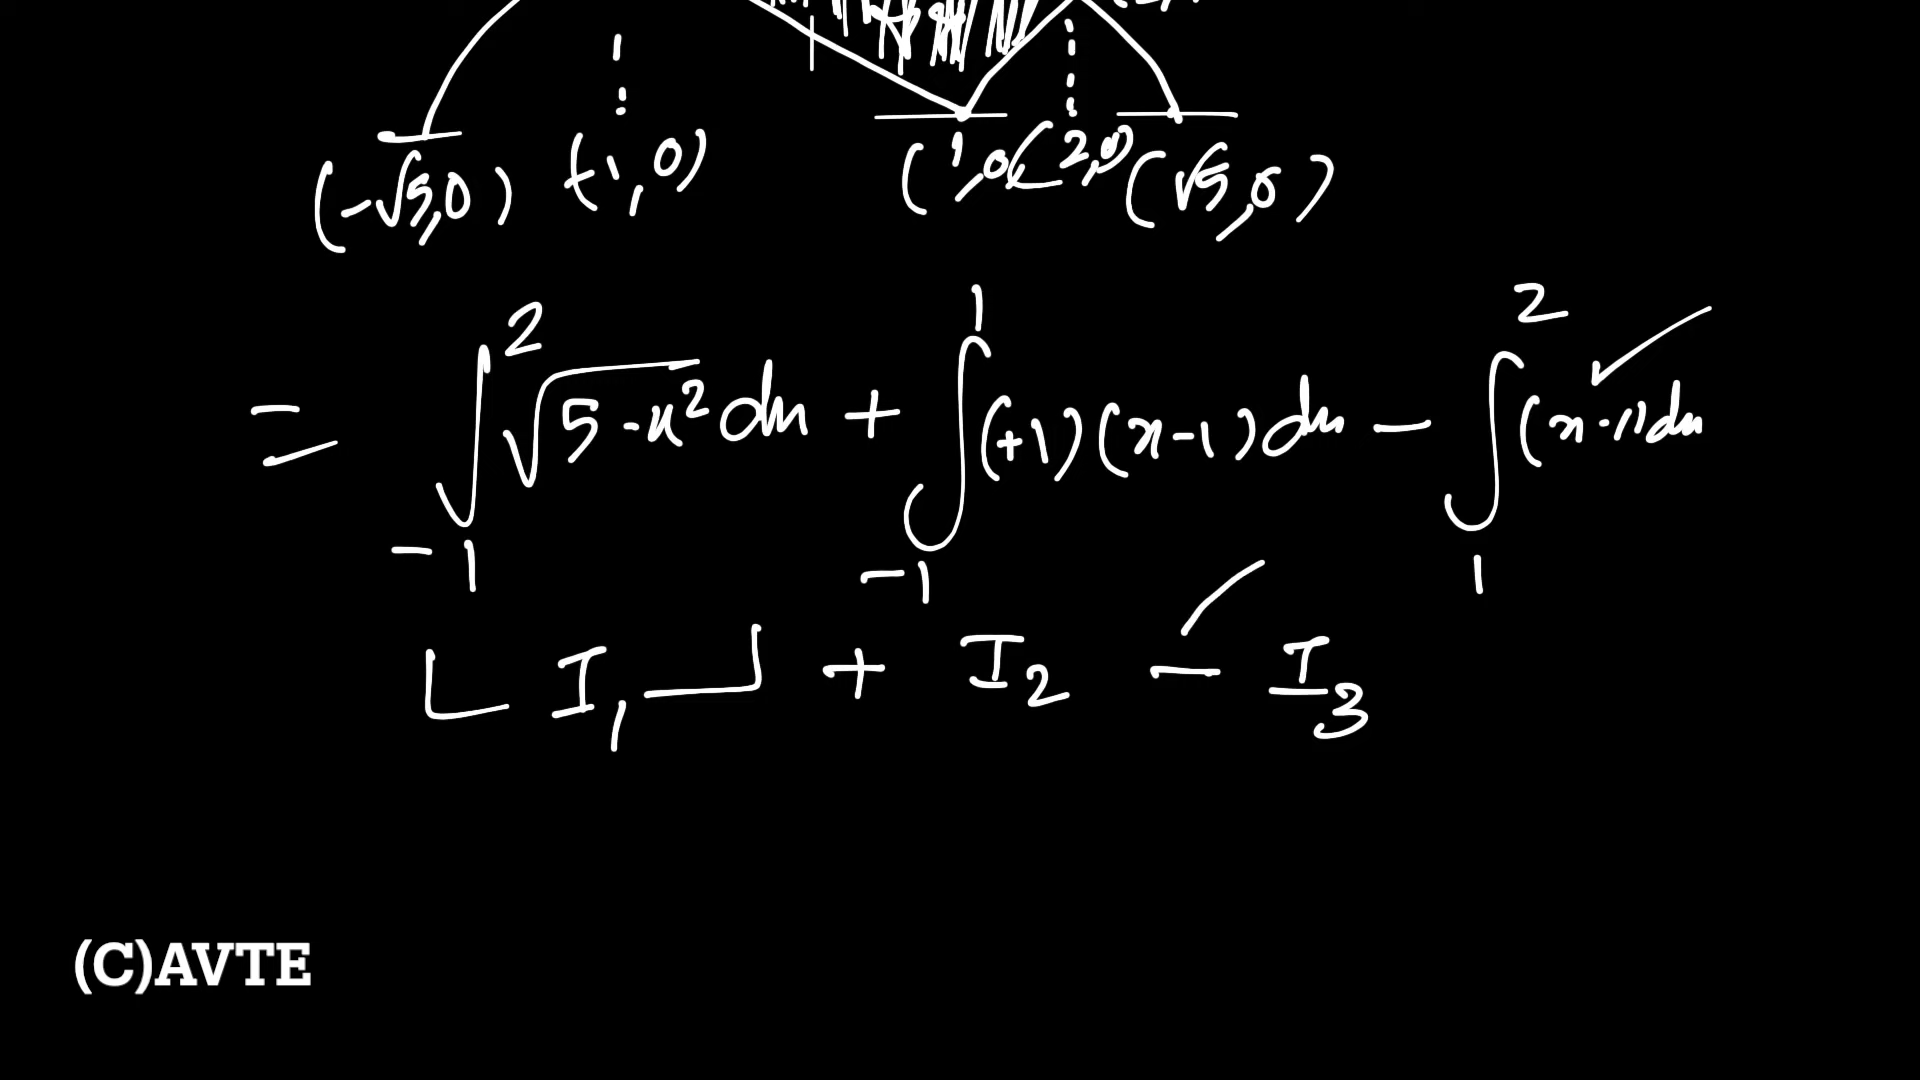 (-√5,0) (-1,0) (1,0) (2,0) (√5,0)
= ∫_{-1}^{2} √(5-x²) dx + ∫_{-1}^{1} (+1)(x-1) dx - ∫_{1}^{2} (x-1) dx
I₁ + I₂ - I₃
(C)AVTE